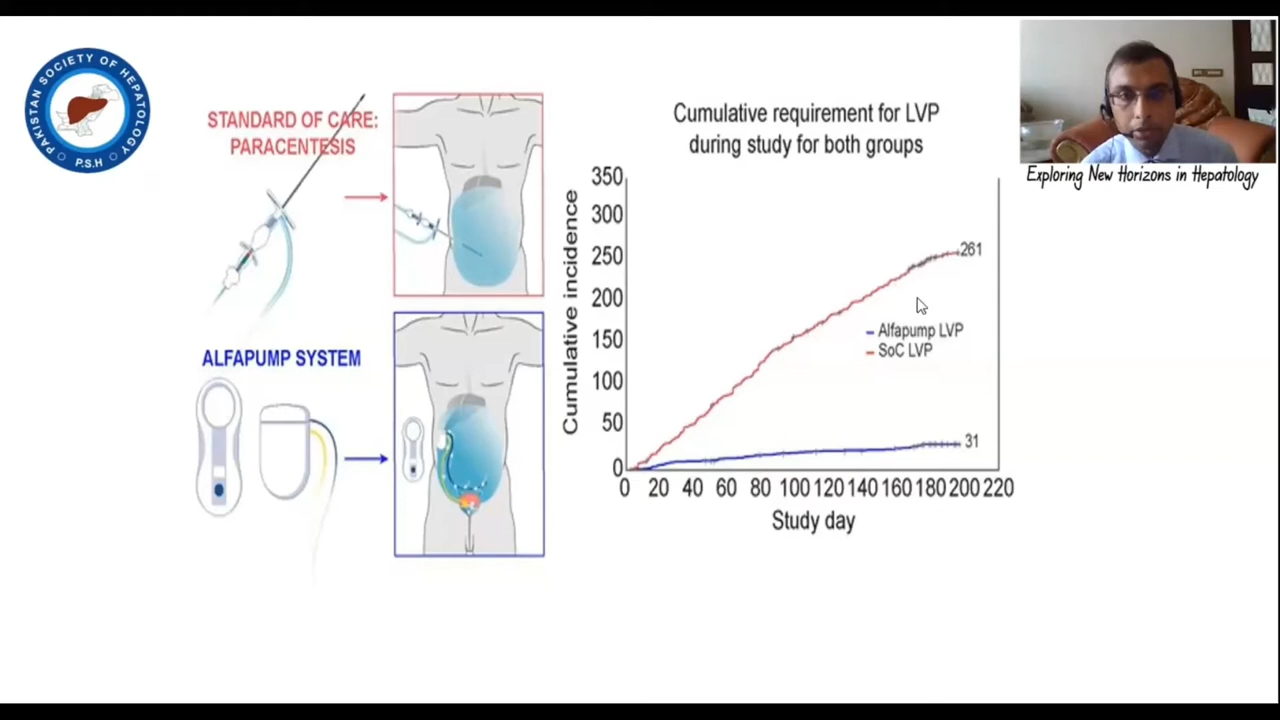 PAKISTAN SOCIETY OF HEPATOLOGY
P.S.H
STANDARD OF CARE:
PARACENTESIS
ALFAPUMP SYSTEM
Cumulative requirement for LVP
during study for both groups
Cumulative incidence
350
300
250
200
150
100
50
0
261
Alfapump LVP
SoC LVP
31
0 20 40 60 80 100 120 140 160 180 200 220
Study day
Exploring New Horizons in Hepatology